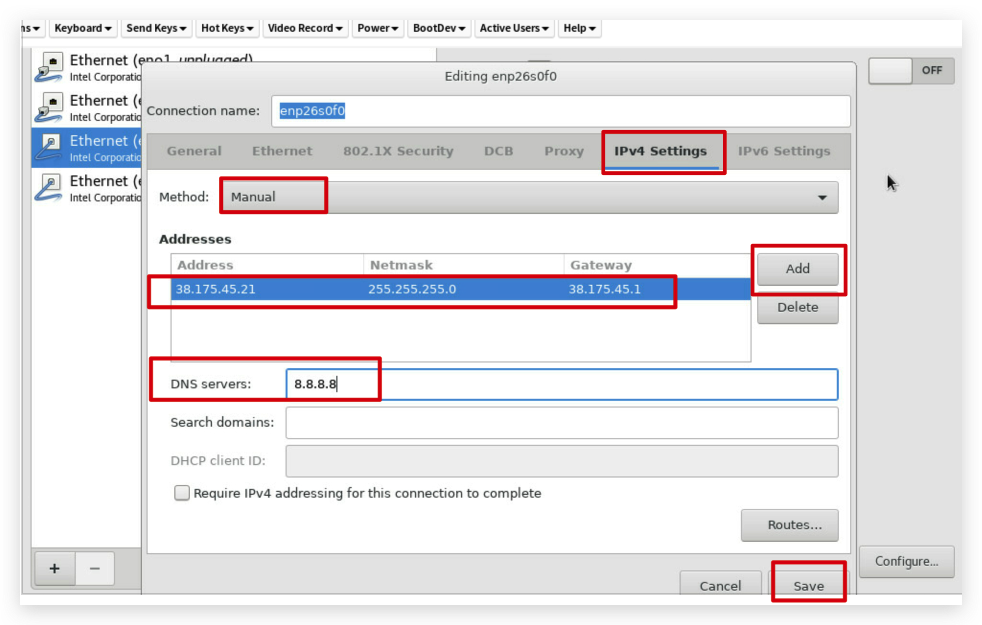 ns Keyboard Send Keys Hot Keys Video Record Power BootDev Active Users Help
Ethernet (eno1, unplugged)
Intel Corporatio
Editing enp26s0f0
OFF
Ethernet (e
Intel Corporatio
Connection name: enp26s0f0
Ethernet (e
Intel Corporatio
General Ethernet 802.1X Security DCB Proxy IPv4 Settings IPv6 Settings
Ethernet (e
Intel Corporatio
Method: Manual
Addresses
Address Netmask Gateway
Add
38.175.45.21 255.255.255.0 38.175.45.1
Delete
DNS servers: 8.8.8.8
Search domains:
DHCP client ID:
Require IPv4 addressing for this connection to complete
Routes...
+ −
Configure...
Cancel Save